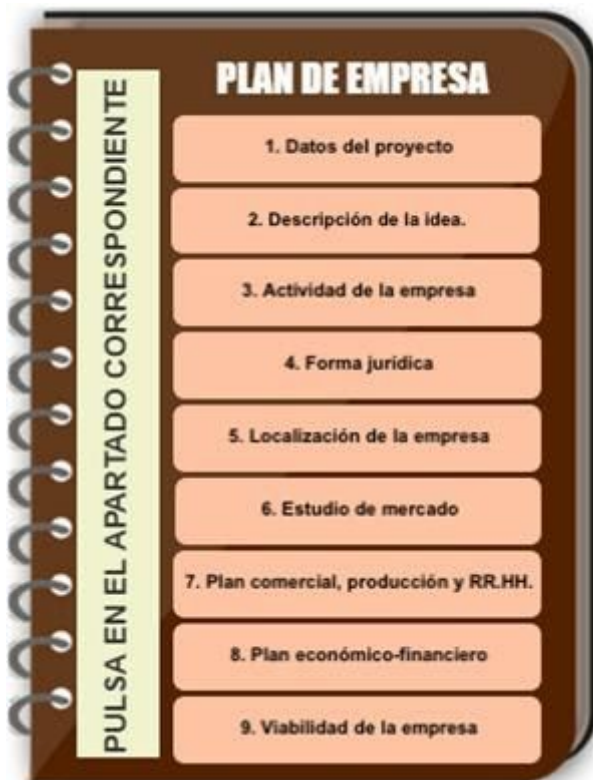 PLAN DE EMPRESA
PULSA EN EL APARTADO CORRESPONDIENTE
1. Datos del proyecto
2. Descripción de la idea.
3. Actividad de la empresa
4. Forma jurídica
5. Localización de la empresa
6. Estudio de mercado
7. Plan comercial, producción y RR.HH.
8. Plan económico-financiero
9. Viabilidad de la empresa